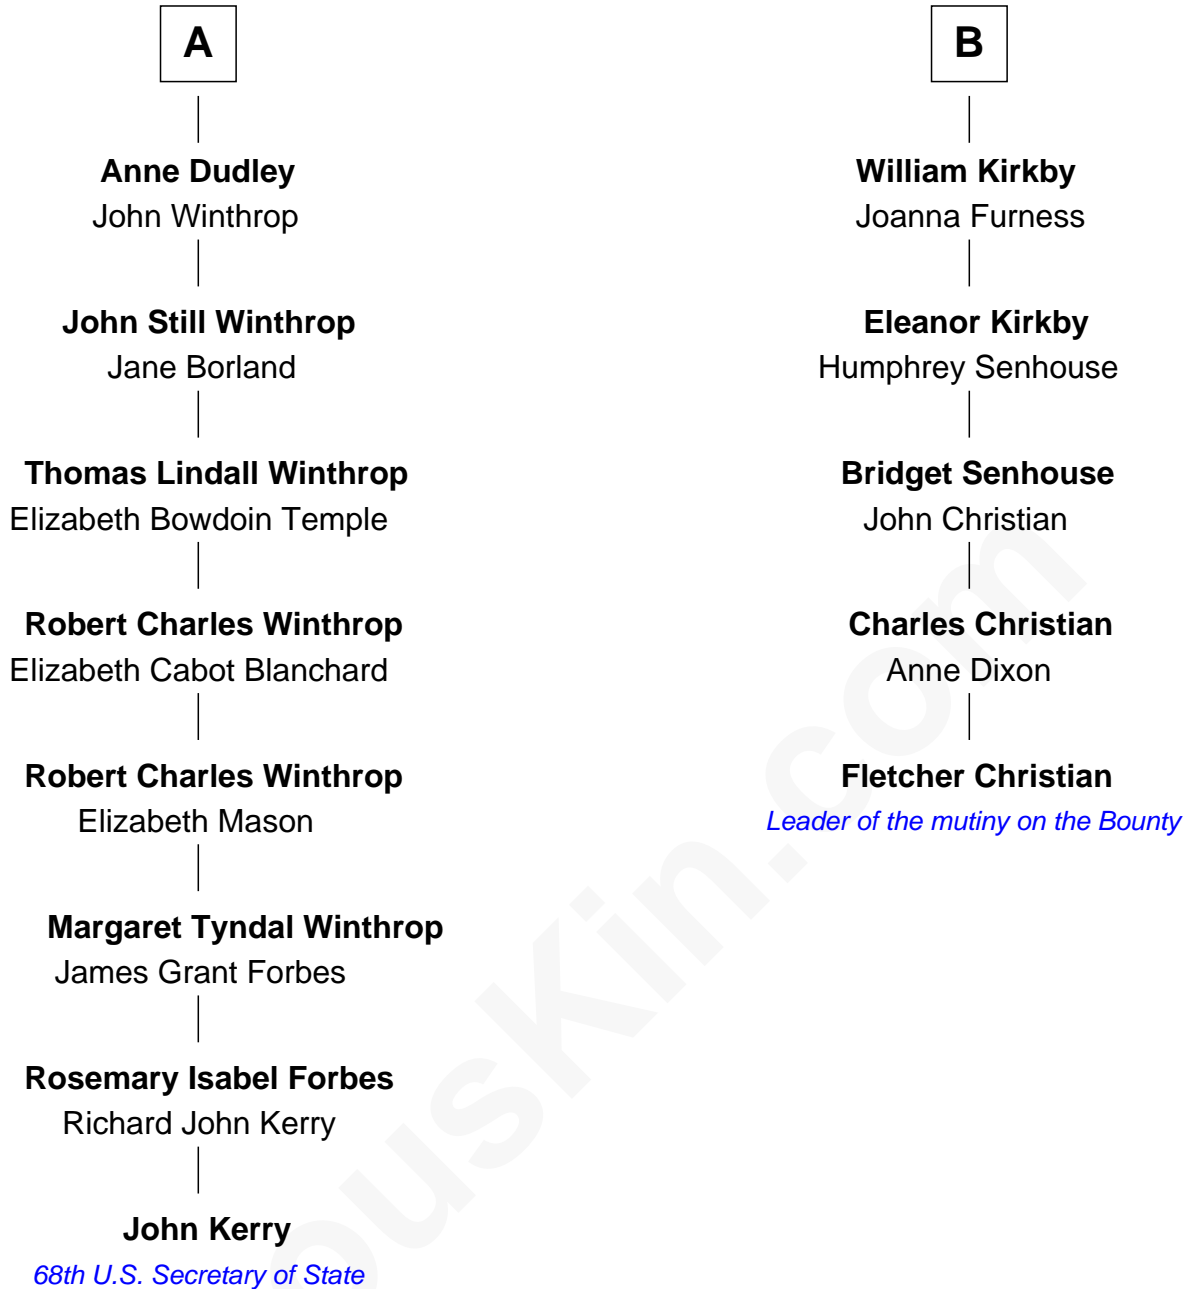 A
Anne Dudley
John Winthrop
John Still Winthrop
Jane Borland
Thomas Lindall Winthrop
Elizabeth Bowdoin Temple
Robert Charles Winthrop
Elizabeth Cabot Blanchard
Robert Charles Winthrop
Elizabeth Mason
Margaret Tyndal Winthrop
James Grant Forbes
Rosemary Isabel Forbes
Richard John Kerry
John Kerry
68th U.S. Secretary of State
B
William Kirkby
Joanna Furness
Eleanor Kirkby
Humphrey Senhouse
Bridget Senhouse
John Christian
Charles Christian
Anne Dixon
Fletcher Christian
Leader of the mutiny on the Bounty
ousKin.com